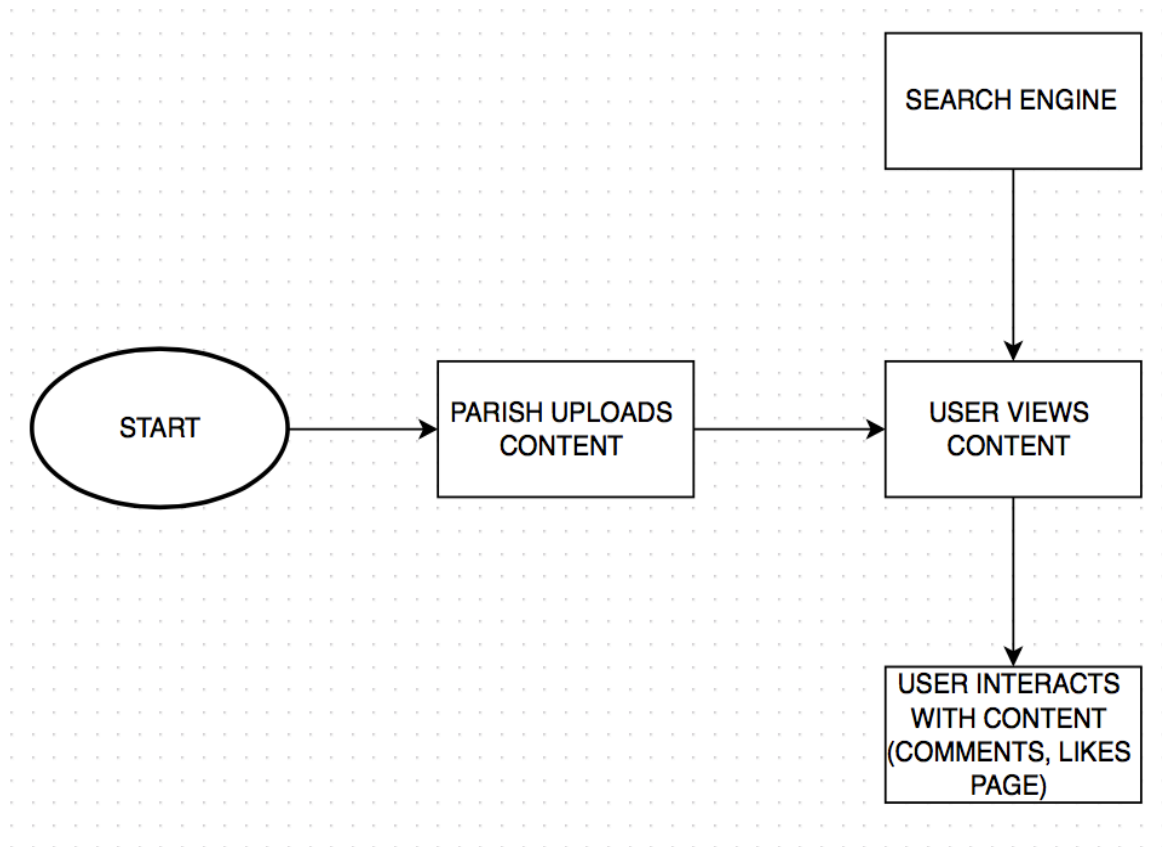 SEARCH ENGINE
START
PARISH UPLOADS
CONTENT
USER VIEWS
CONTENT
USER INTERACTS
WITH CONTENT
(COMMENTS, LIKES
PAGE)